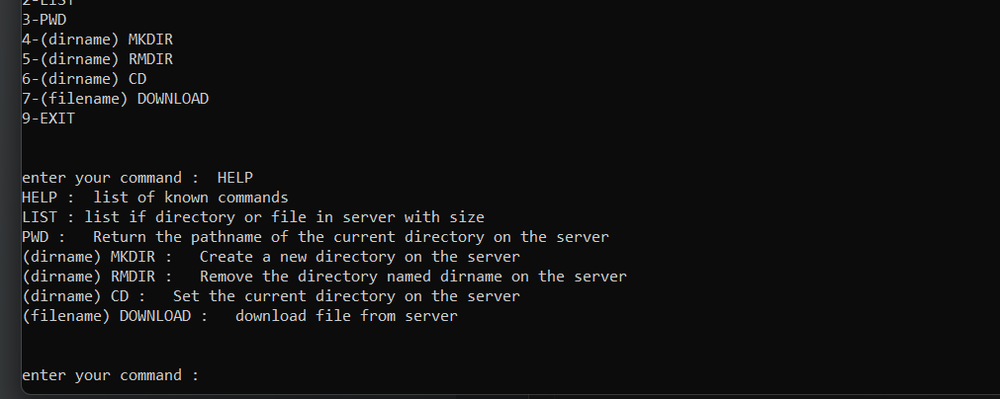 2-LIST
3-PWD
4-(dirname) MKDIR
5-(dirname) RMDIR
6-(dirname) CD
7-(filename) DOWNLOAD
9-EXIT
enter your command :  HELP
HELP :  list of known commands
LIST : list if directory or file in server with size
PWD :   Return the pathname of the current directory on the server
(dirname) MKDIR :   Create a new directory on the server
(dirname) RMDIR :   Remove the directory named dirname on the server
(dirname) CD :   Set the current directory on the server
(filename) DOWNLOAD :   download file from server
enter your command :